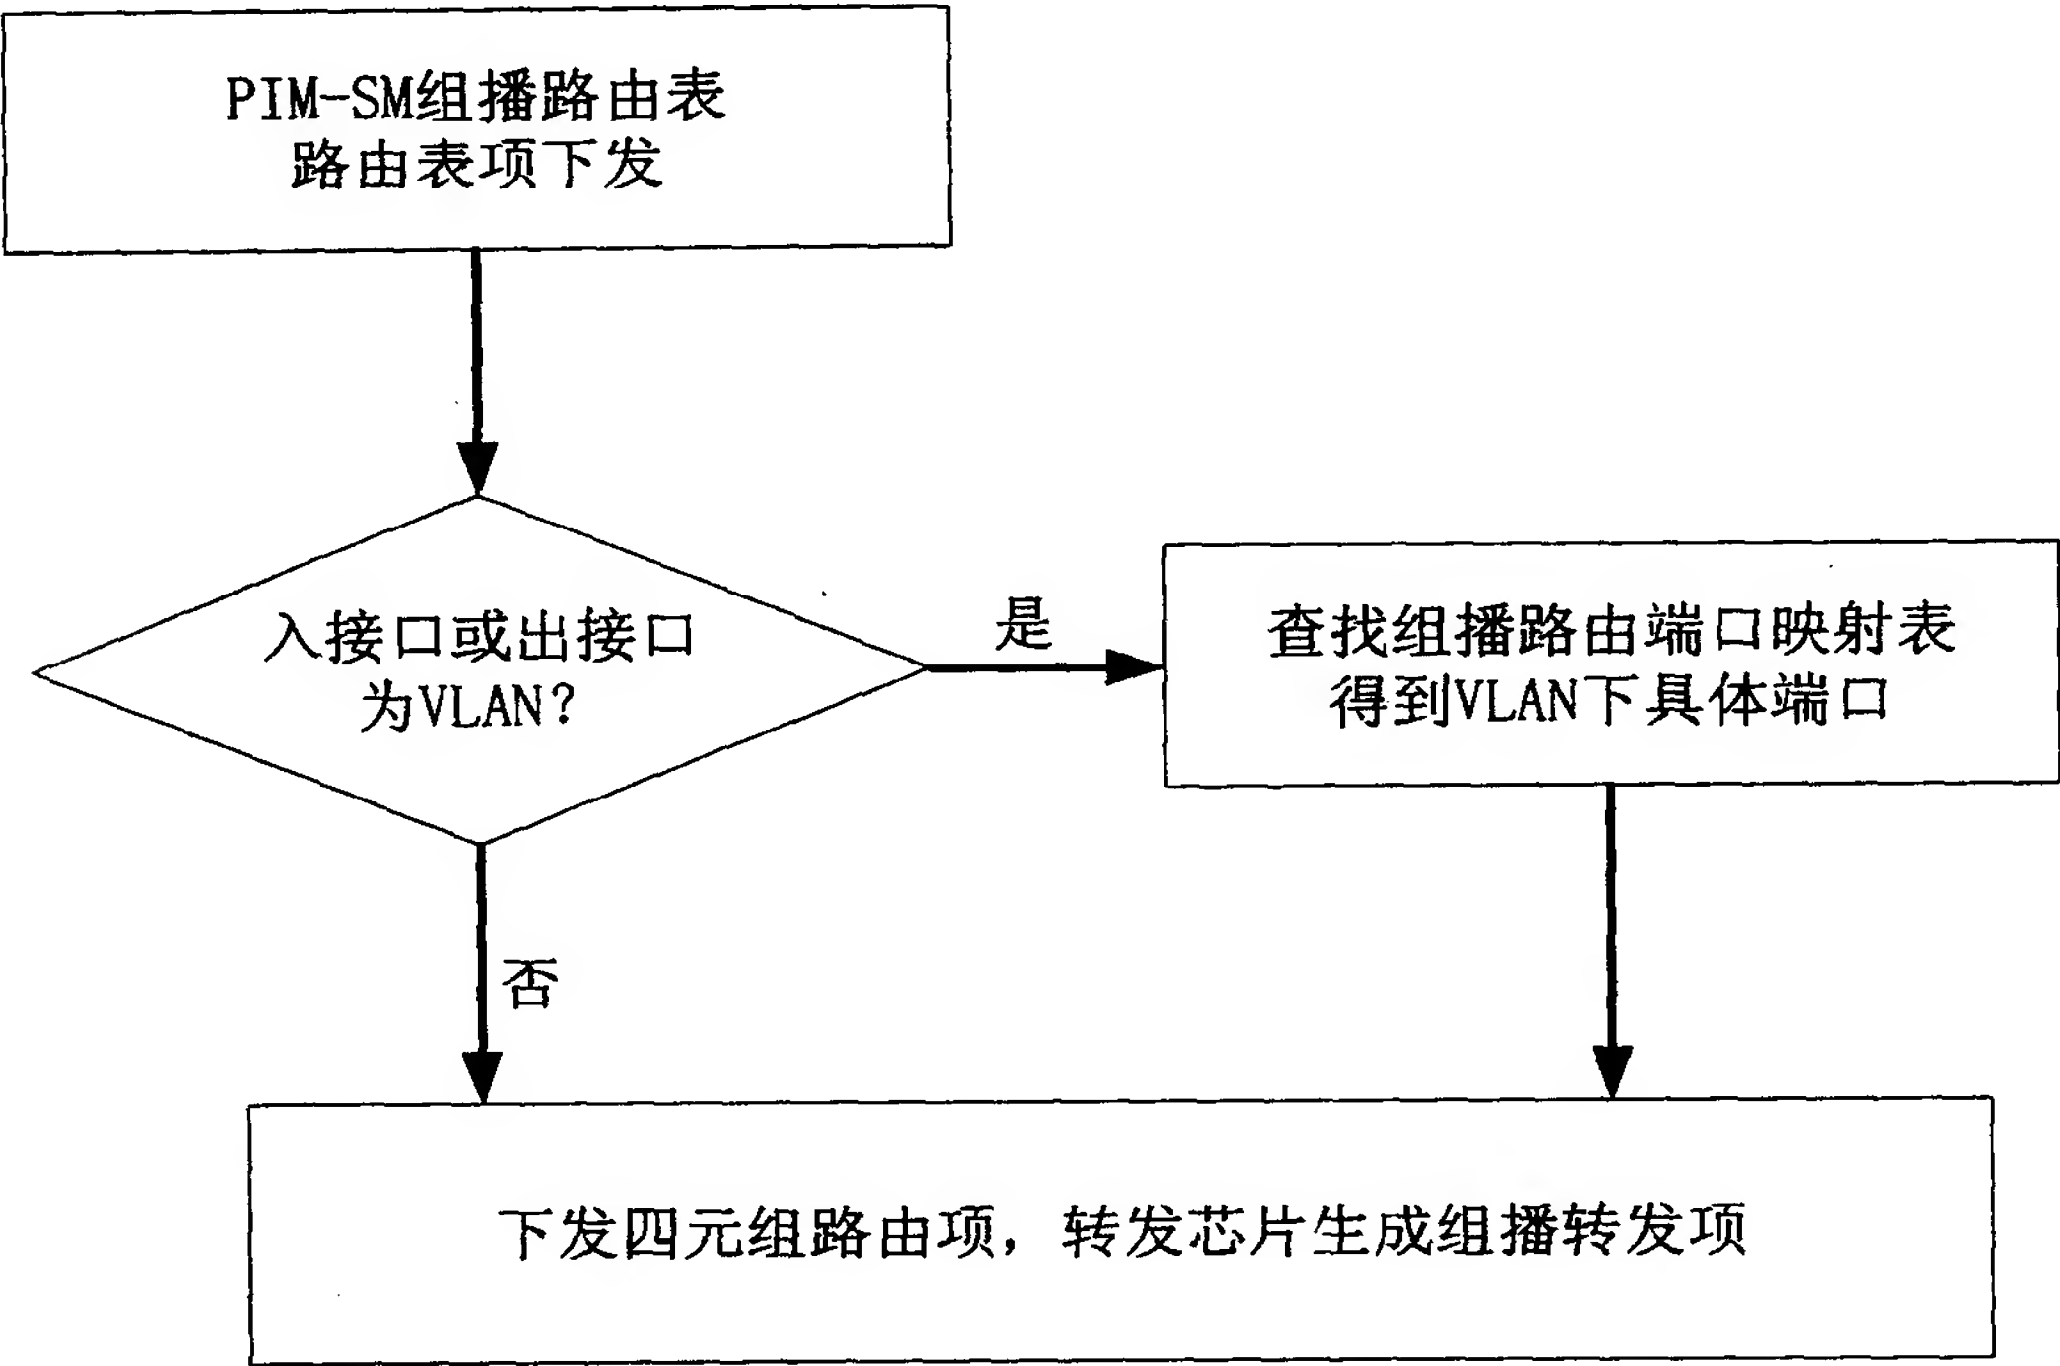 PIM-SM组播路由表
路由表项下发
入接口或出接口
为VLAN?
是
查找组播路由端口映射表
得到VLAN下具体端口
否
下发四元组路由项，转发芯片生成组播转发项